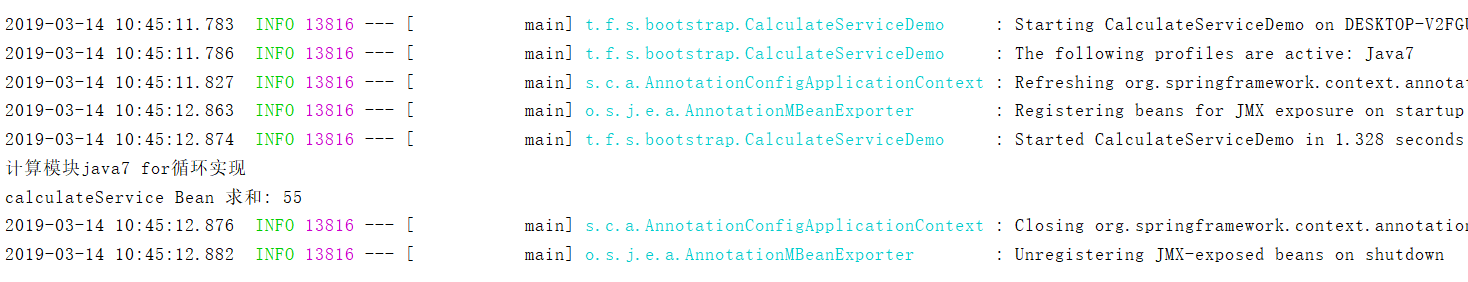 2019-03-14 10:45:11.783  INFO 13816 --- [           main] t.f.s.bootstrap.CalculateServiceDemo     : Starting CalculateServiceDemo on DESKTOP-V2FGU
2019-03-14 10:45:11.786  INFO 13816 --- [           main] t.f.s.bootstrap.CalculateServiceDemo     : The following profiles are active: Java7
2019-03-14 10:45:11.827  INFO 13816 --- [           main] s.c.a.AnnotationConfigApplicationContext : Refreshing org.springframework.context.annotat
2019-03-14 10:45:12.863  INFO 13816 --- [           main] o.s.j.e.a.AnnotationMBeanExporter        : Registering beans for JMX exposure on startup
2019-03-14 10:45:12.874  INFO 13816 --- [           main] t.f.s.bootstrap.CalculateServiceDemo     : Started CalculateServiceDemo in 1.328 seconds
计算模块java7 for循环实现
calculateService Bean 求和: 55
2019-03-14 10:45:12.876  INFO 13816 --- [           main] s.c.a.AnnotationConfigApplicationContext : Closing org.springframework.context.annotation
2019-03-14 10:45:12.882  INFO 13816 --- [           main] o.s.j.e.a.AnnotationMBeanExporter        : Unregistering JMX-exposed beans on shutdown